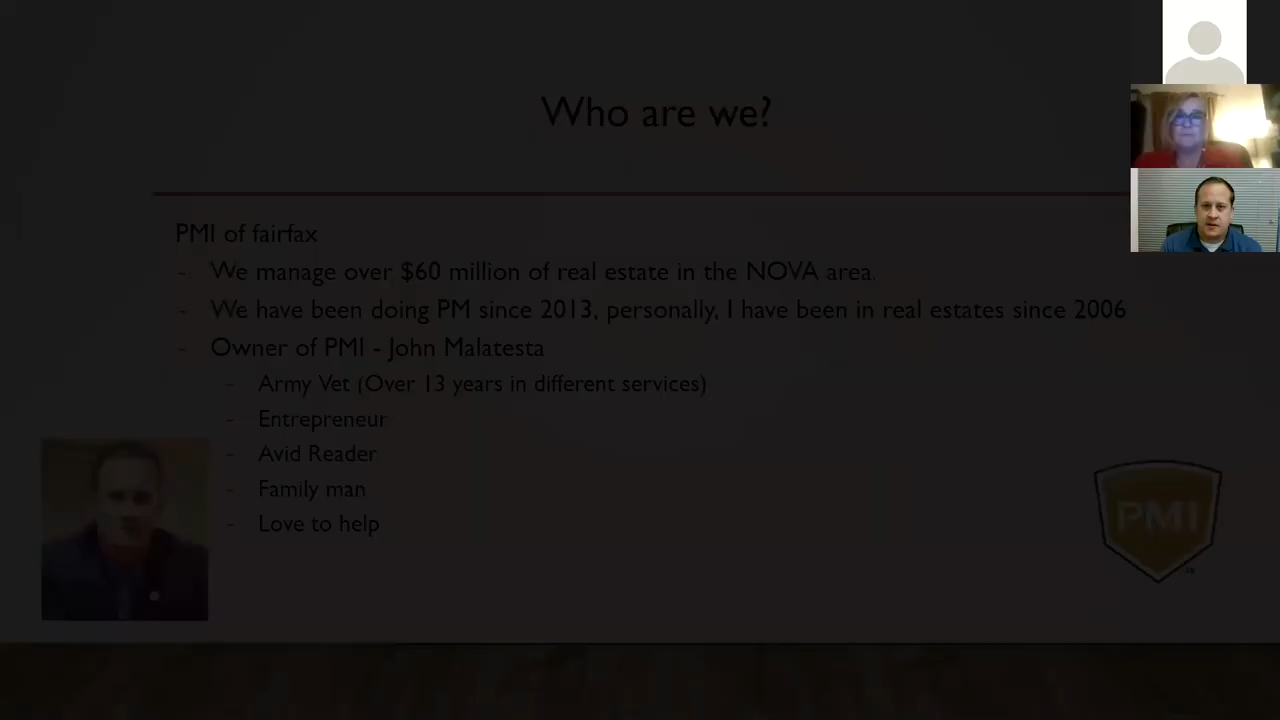 Who are we?
PMI of fairfax
- We manage over $60 million of real estate in the NOVA area.
- We have been doing PM since 2013, personally, I have been in real estates since 2006
- Owner of PMI - John Malatesta
- Army Vet (Over 13 years in different services)
- Entrepreneur
- Avid Reader
- Family man
- Love to help
PMI